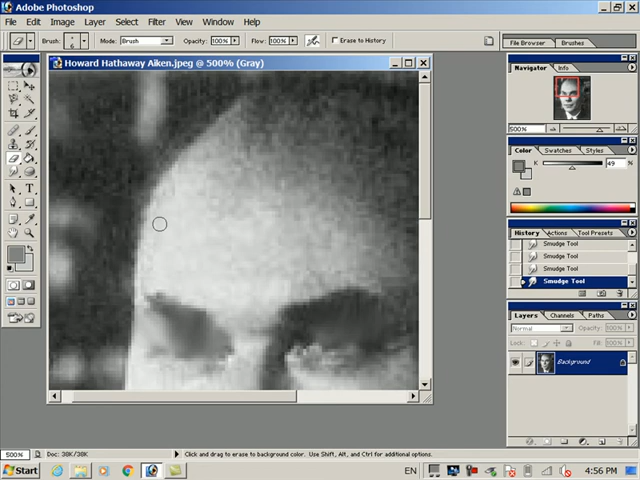 Adobe Photoshop
File Edit Image Layer Select Filter View Window Help
Brush: 6 Mode: Brush Opacity: 100% Flow: 100% Erase to History
File Browser Brushes
Howard Hathaway Aiken.jpeg @ 500% (Gray)
Navigator Info
500%
Color Swatches Styles
K 49 %
History Actions Tool Presets
Smudge Tool
Smudge Tool
Smudge Tool
Smudge Tool
Layers Channels Paths
Normal Opacity: 100%
Lock: Fill: 100%
Background
500% Doc: 38K/38K Click and drag to erase to background color. Use Shift, Alt, and Ctrl for additional options.
Start EN 4:56 PM